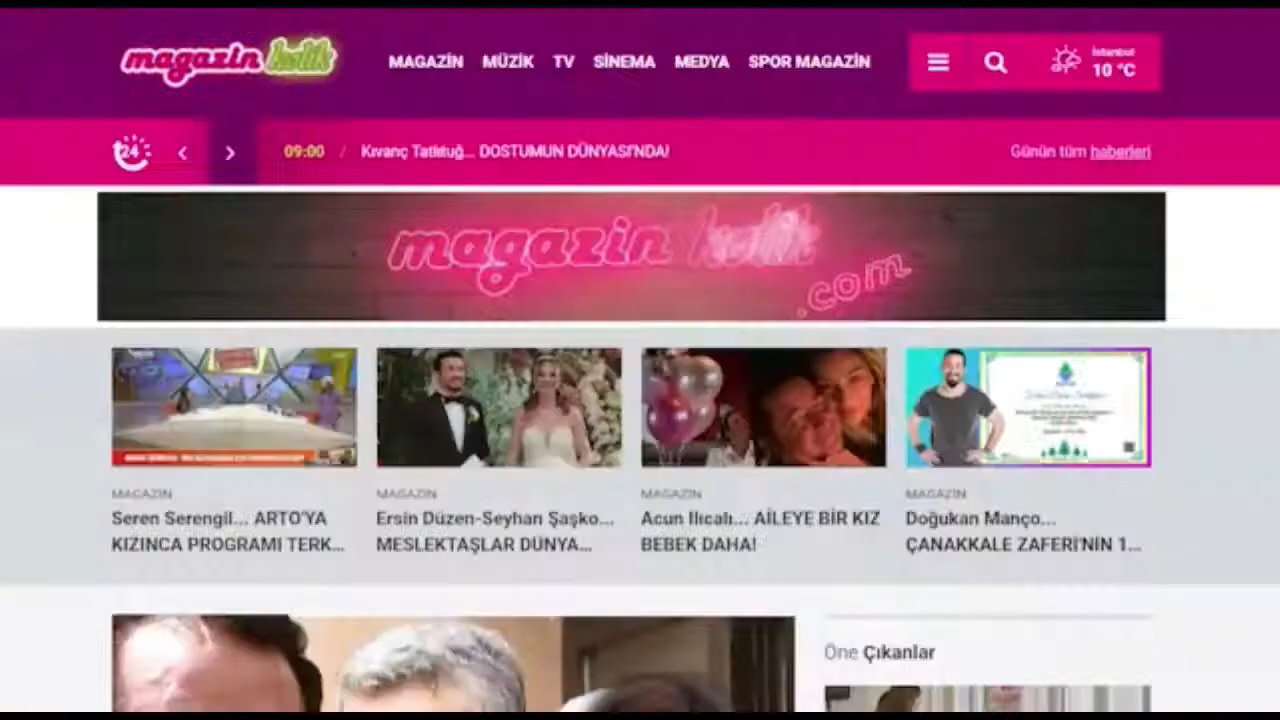 magazin kolik
MAGAZİN MÜZİK TV SİNEMA MEDYA SPOR MAGAZİN
İstanbul
10 °C
24
09:00 / Kıvanç Tatlıtuğ... DOSTUMUN DÜNYASI'NDA!
Günün tüm haberleri
magazin kolik
.com
MAGAZİN
Seren Serengil... ARTO'YA
KIZINCA PROGRAMI TERK...
MAGAZİN
Ersin Düzen-Seyhan Şaşko...
MESLEKTAŞLAR DÜNYA...
MAGAZİN
Acun Ilıcalı... AİLEYE BİR KIZ
BEBEK DAHA!
MAGAZİN
Doğukan Manço...
ÇANAKKALE ZAFERİ'NİN 1...
Öne Çıkanlar